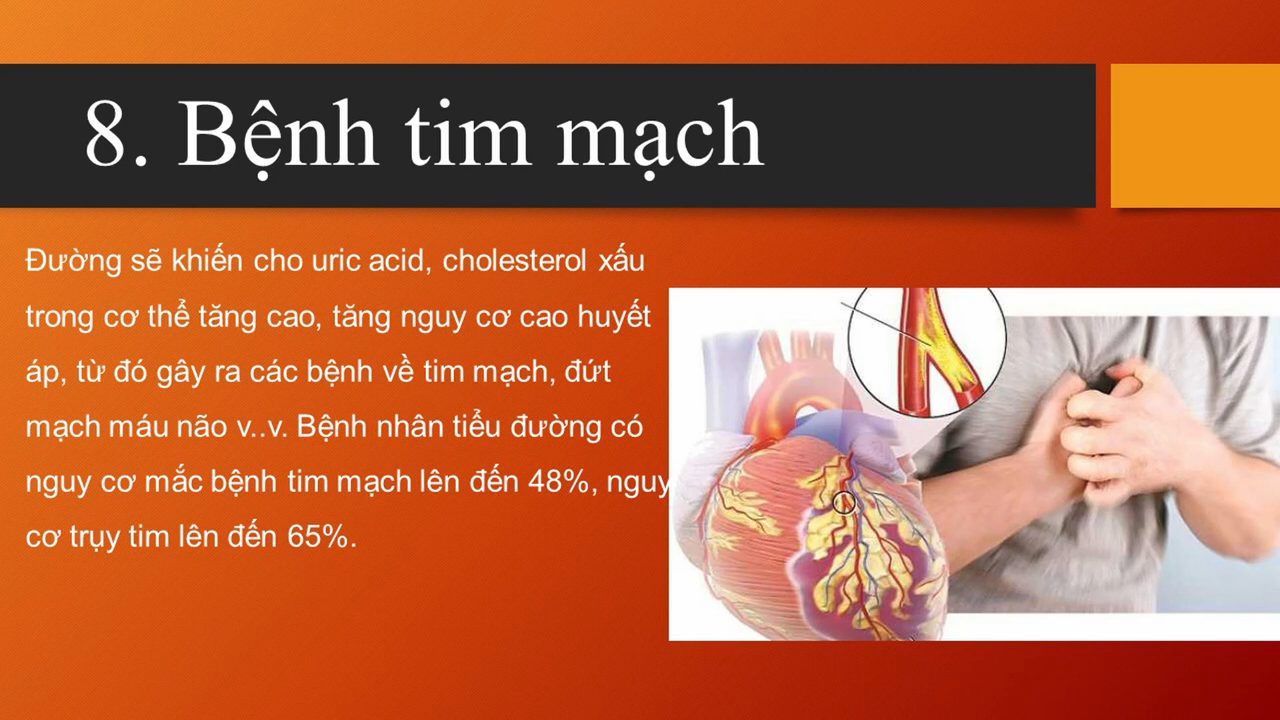 8. Bệnh tim mạch
Đường sẽ khiến cho uric acid, cholesterol xấu
trong cơ thể tăng cao, tăng nguy cơ cao huyết
áp, từ đó gây ra các bệnh về tim mạch, đứt
mạch máu não v..v. Bệnh nhân tiểu đường có
nguy cơ mắc bệnh tim mạch lên đến 48%, nguy
cơ trụy tim lên đến 65%.